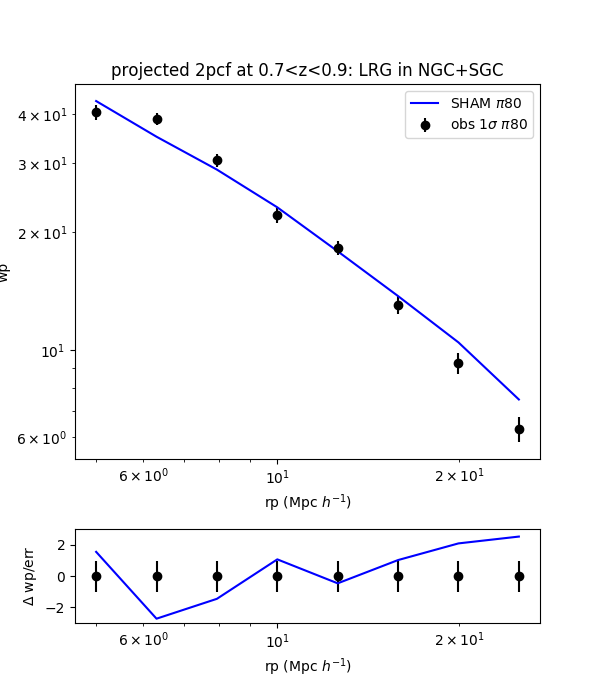 projected 2pcf at 0.7<z<0.9: LRG in NGC+SGC
SHAM π80
obs 1σ π80
4 × 10¹
3 × 10¹
2 × 10¹
10¹
6 × 10⁰
wp
6 × 10⁰ 10¹ 2 × 10¹
rp (Mpc h⁻¹)
2
0
−2
Δ wp/err
6 × 10⁰ 10¹ 2 × 10¹
rp (Mpc h⁻¹)